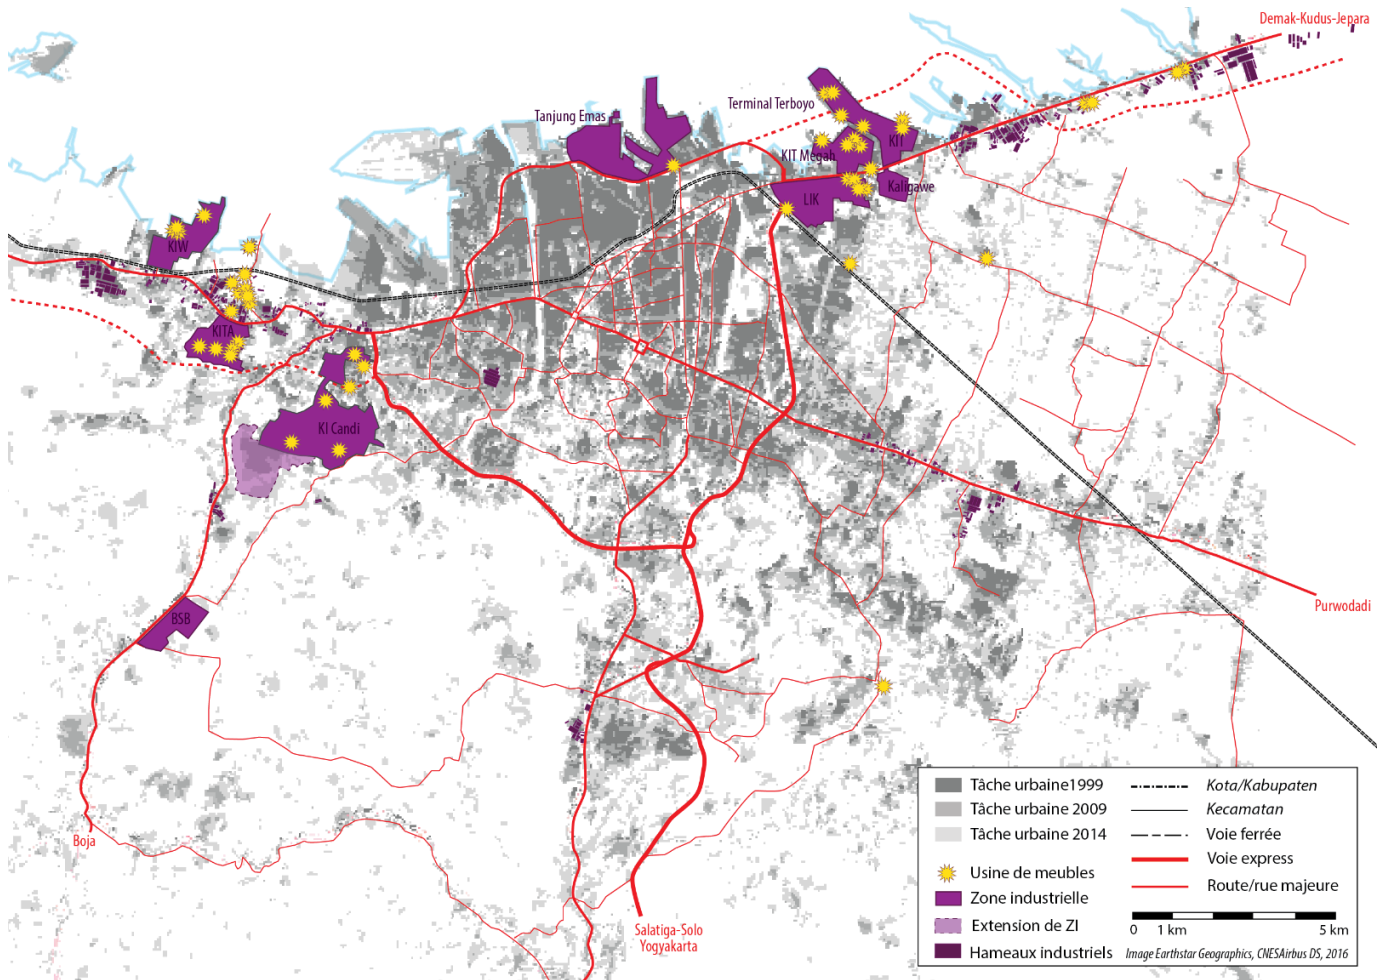 Demak-Kudus-Jepara
Tanjung Emas
Terminal Terboyo
KIT
KIT Megah
Kaligawe
LIK
KIW
KITA
KI Candi
BSB
Purwodadi
Boja
Salatiga-Solo
Yogyakarta
Tâche urbaine1999
Tâche urbaine 2009
Tâche urbaine 2014
Usine de meubles
Zone industrielle
Extension de ZI
Hameaux industriels
Kota/Kabupaten
Kecamatan
Voie ferrée
Voie express
Route/rue majeure
0 1 km 5 km
Image Earthstar Geographics, CNESAirbus DS, 2016